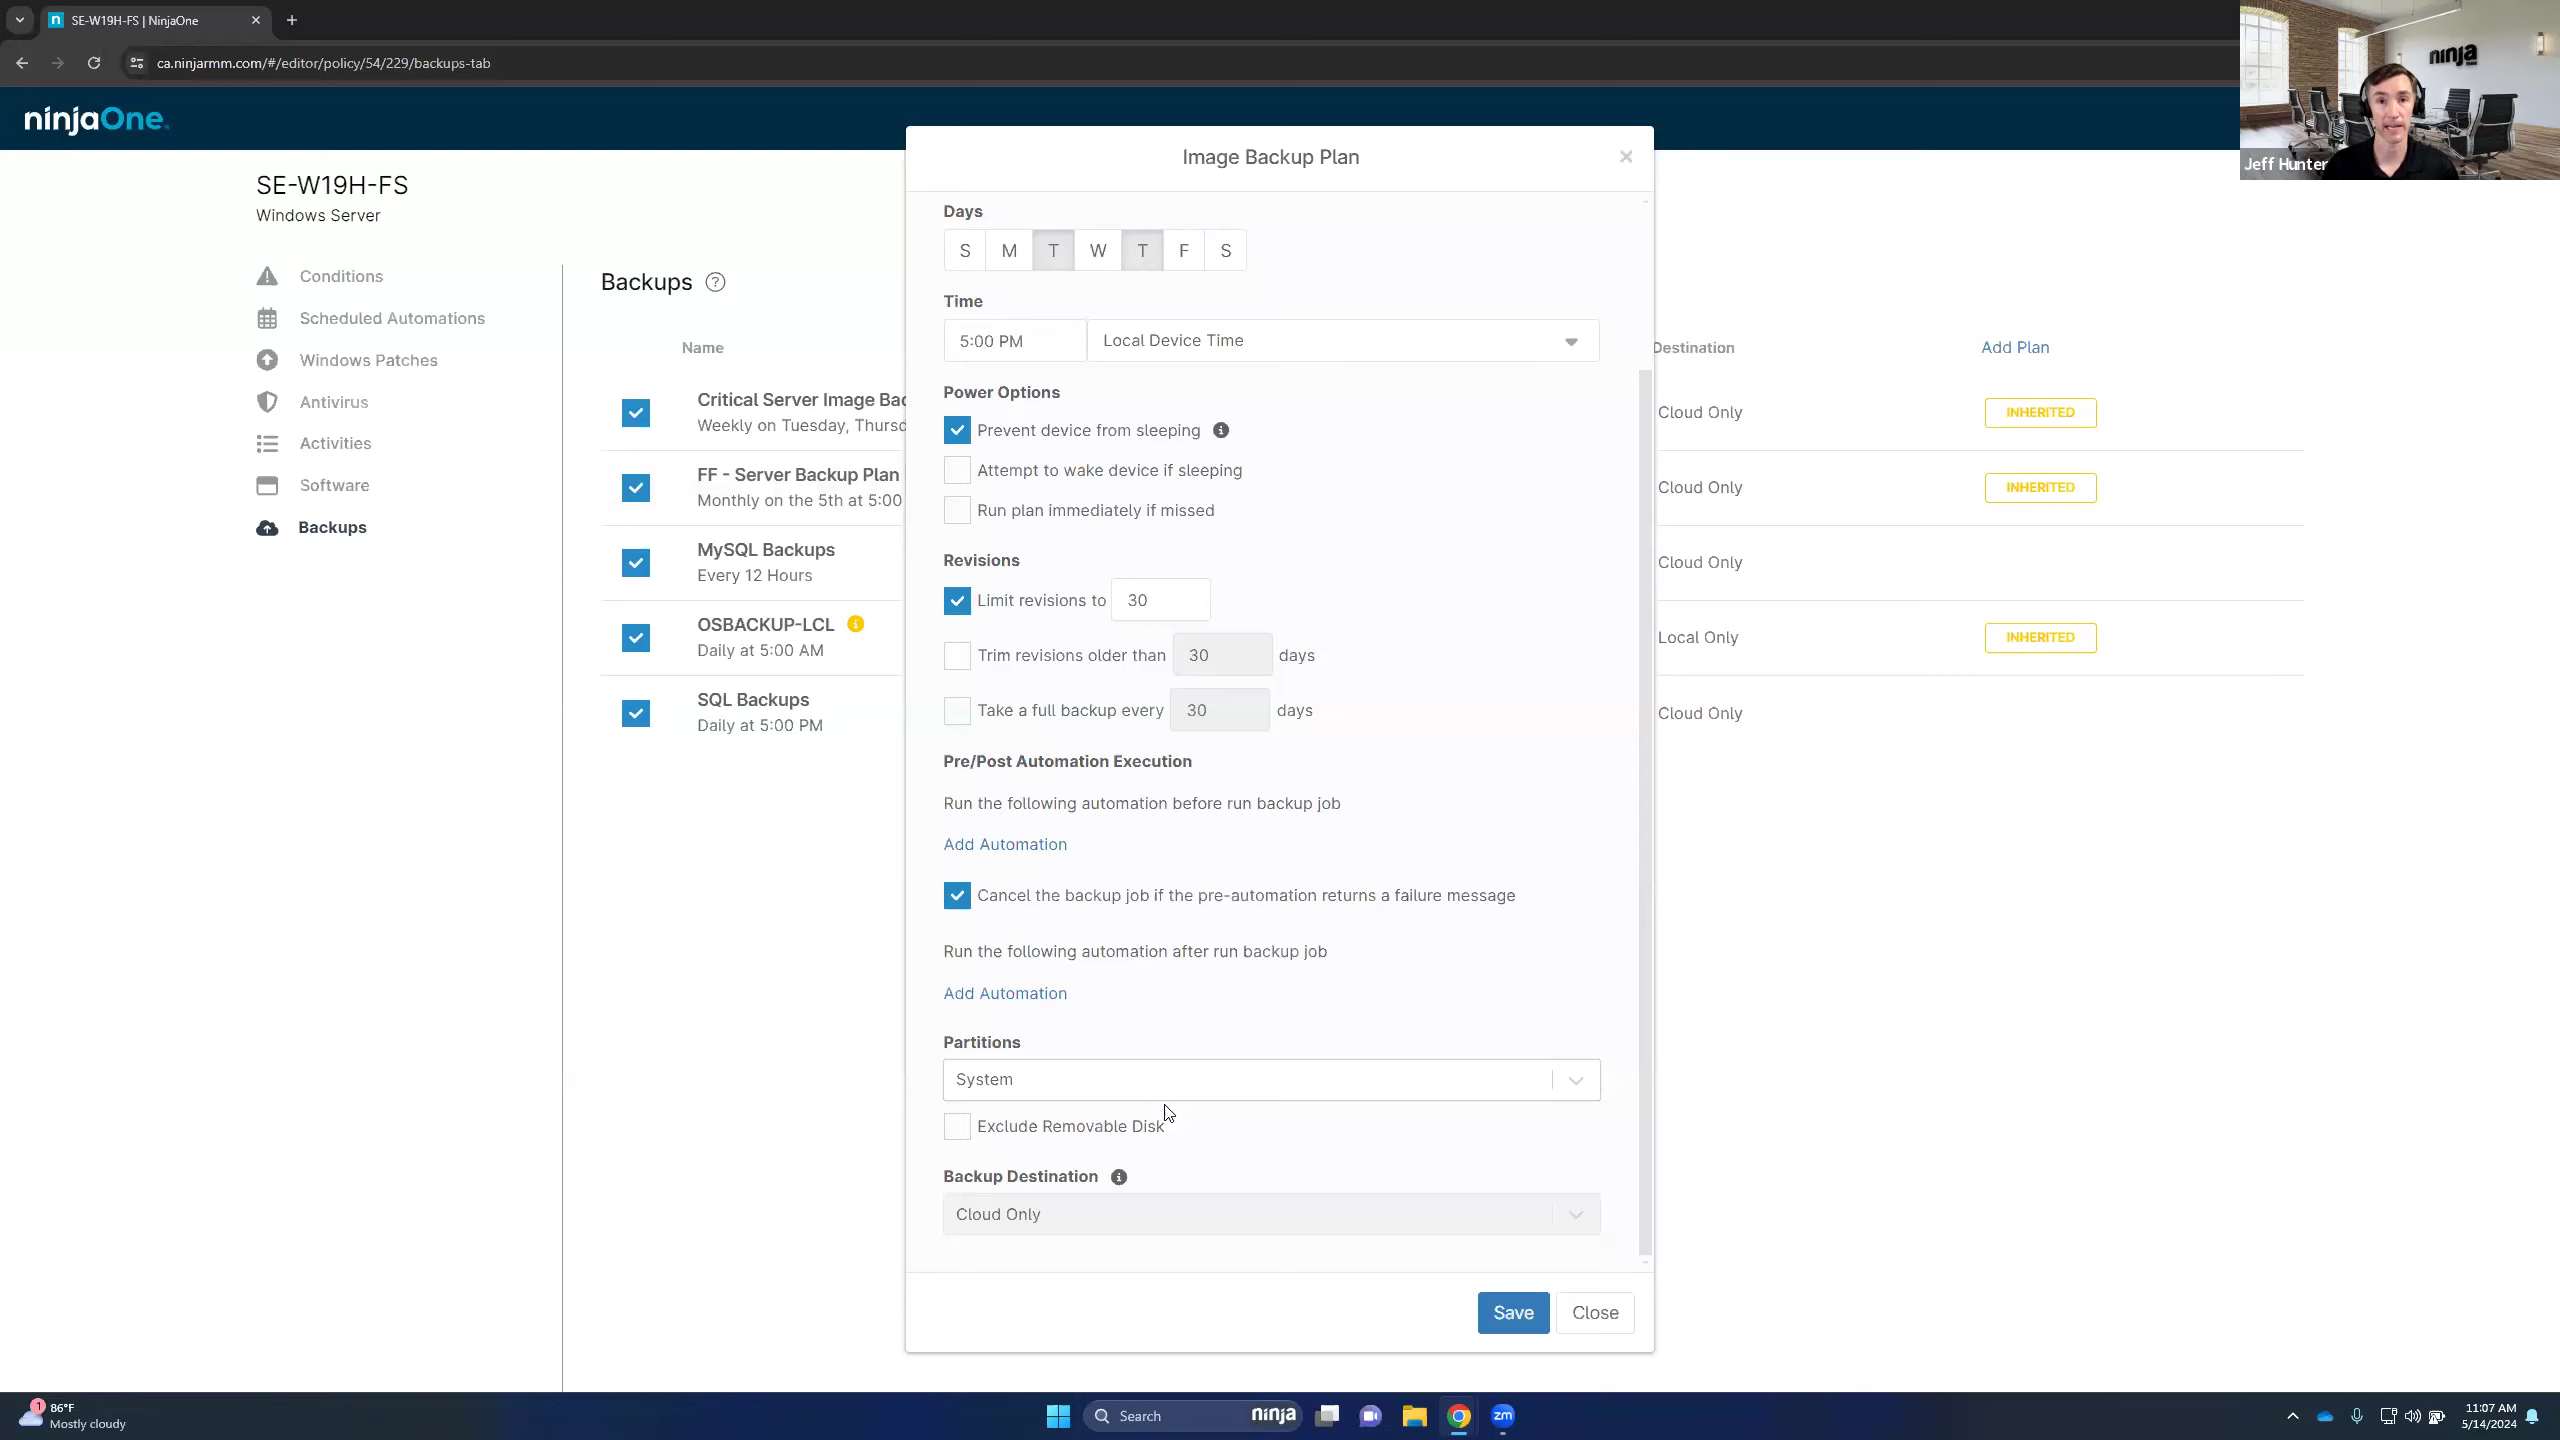 SE-W19H-FS | NinjaOne
ca.ninjarmm.com/#/editor/policy/54/229/backups-tab
ninja
Jeff Hunter
ninjaOne
SE-W19H-FS
Windows Server
Conditions
Scheduled Automations
Windows Patches
Antivirus
Activities
Software
Backups
Backups
Name
Destination
Add Plan
Critical Server Image Bac
Weekly on Tuesday, Thursd
Cloud Only
INHERITED
FF - Server Backup Plan
Monthly on the 5th at 5:00
Cloud Only
INHERITED
MySQL Backups
Every 12 Hours
Cloud Only
OSBACKUP-LCL
Daily at 5:00 AM
Local Only
INHERITED
SQL Backups
Daily at 5:00 PM
Cloud Only
Image Backup Plan
Days
S M T W T F S
Time
5:00 PM Local Device Time
Power Options
Prevent device from sleeping
Attempt to wake device if sleeping
Run plan immediately if missed
Revisions
Limit revisions to 30
Trim revisions older than 30 days
Take a full backup every 30 days
Pre/Post Automation Execution
Run the following automation before run backup job
Add Automation
Cancel the backup job if the pre-automation returns a failure message
Run the following automation after run backup job
Add Automation
Partitions
System
Exclude Removable Disk
Backup Destination
Cloud Only
Save Close
1
86°F
Mostly cloudy
Search
ninja
zm
11:07 AM
5/14/2024